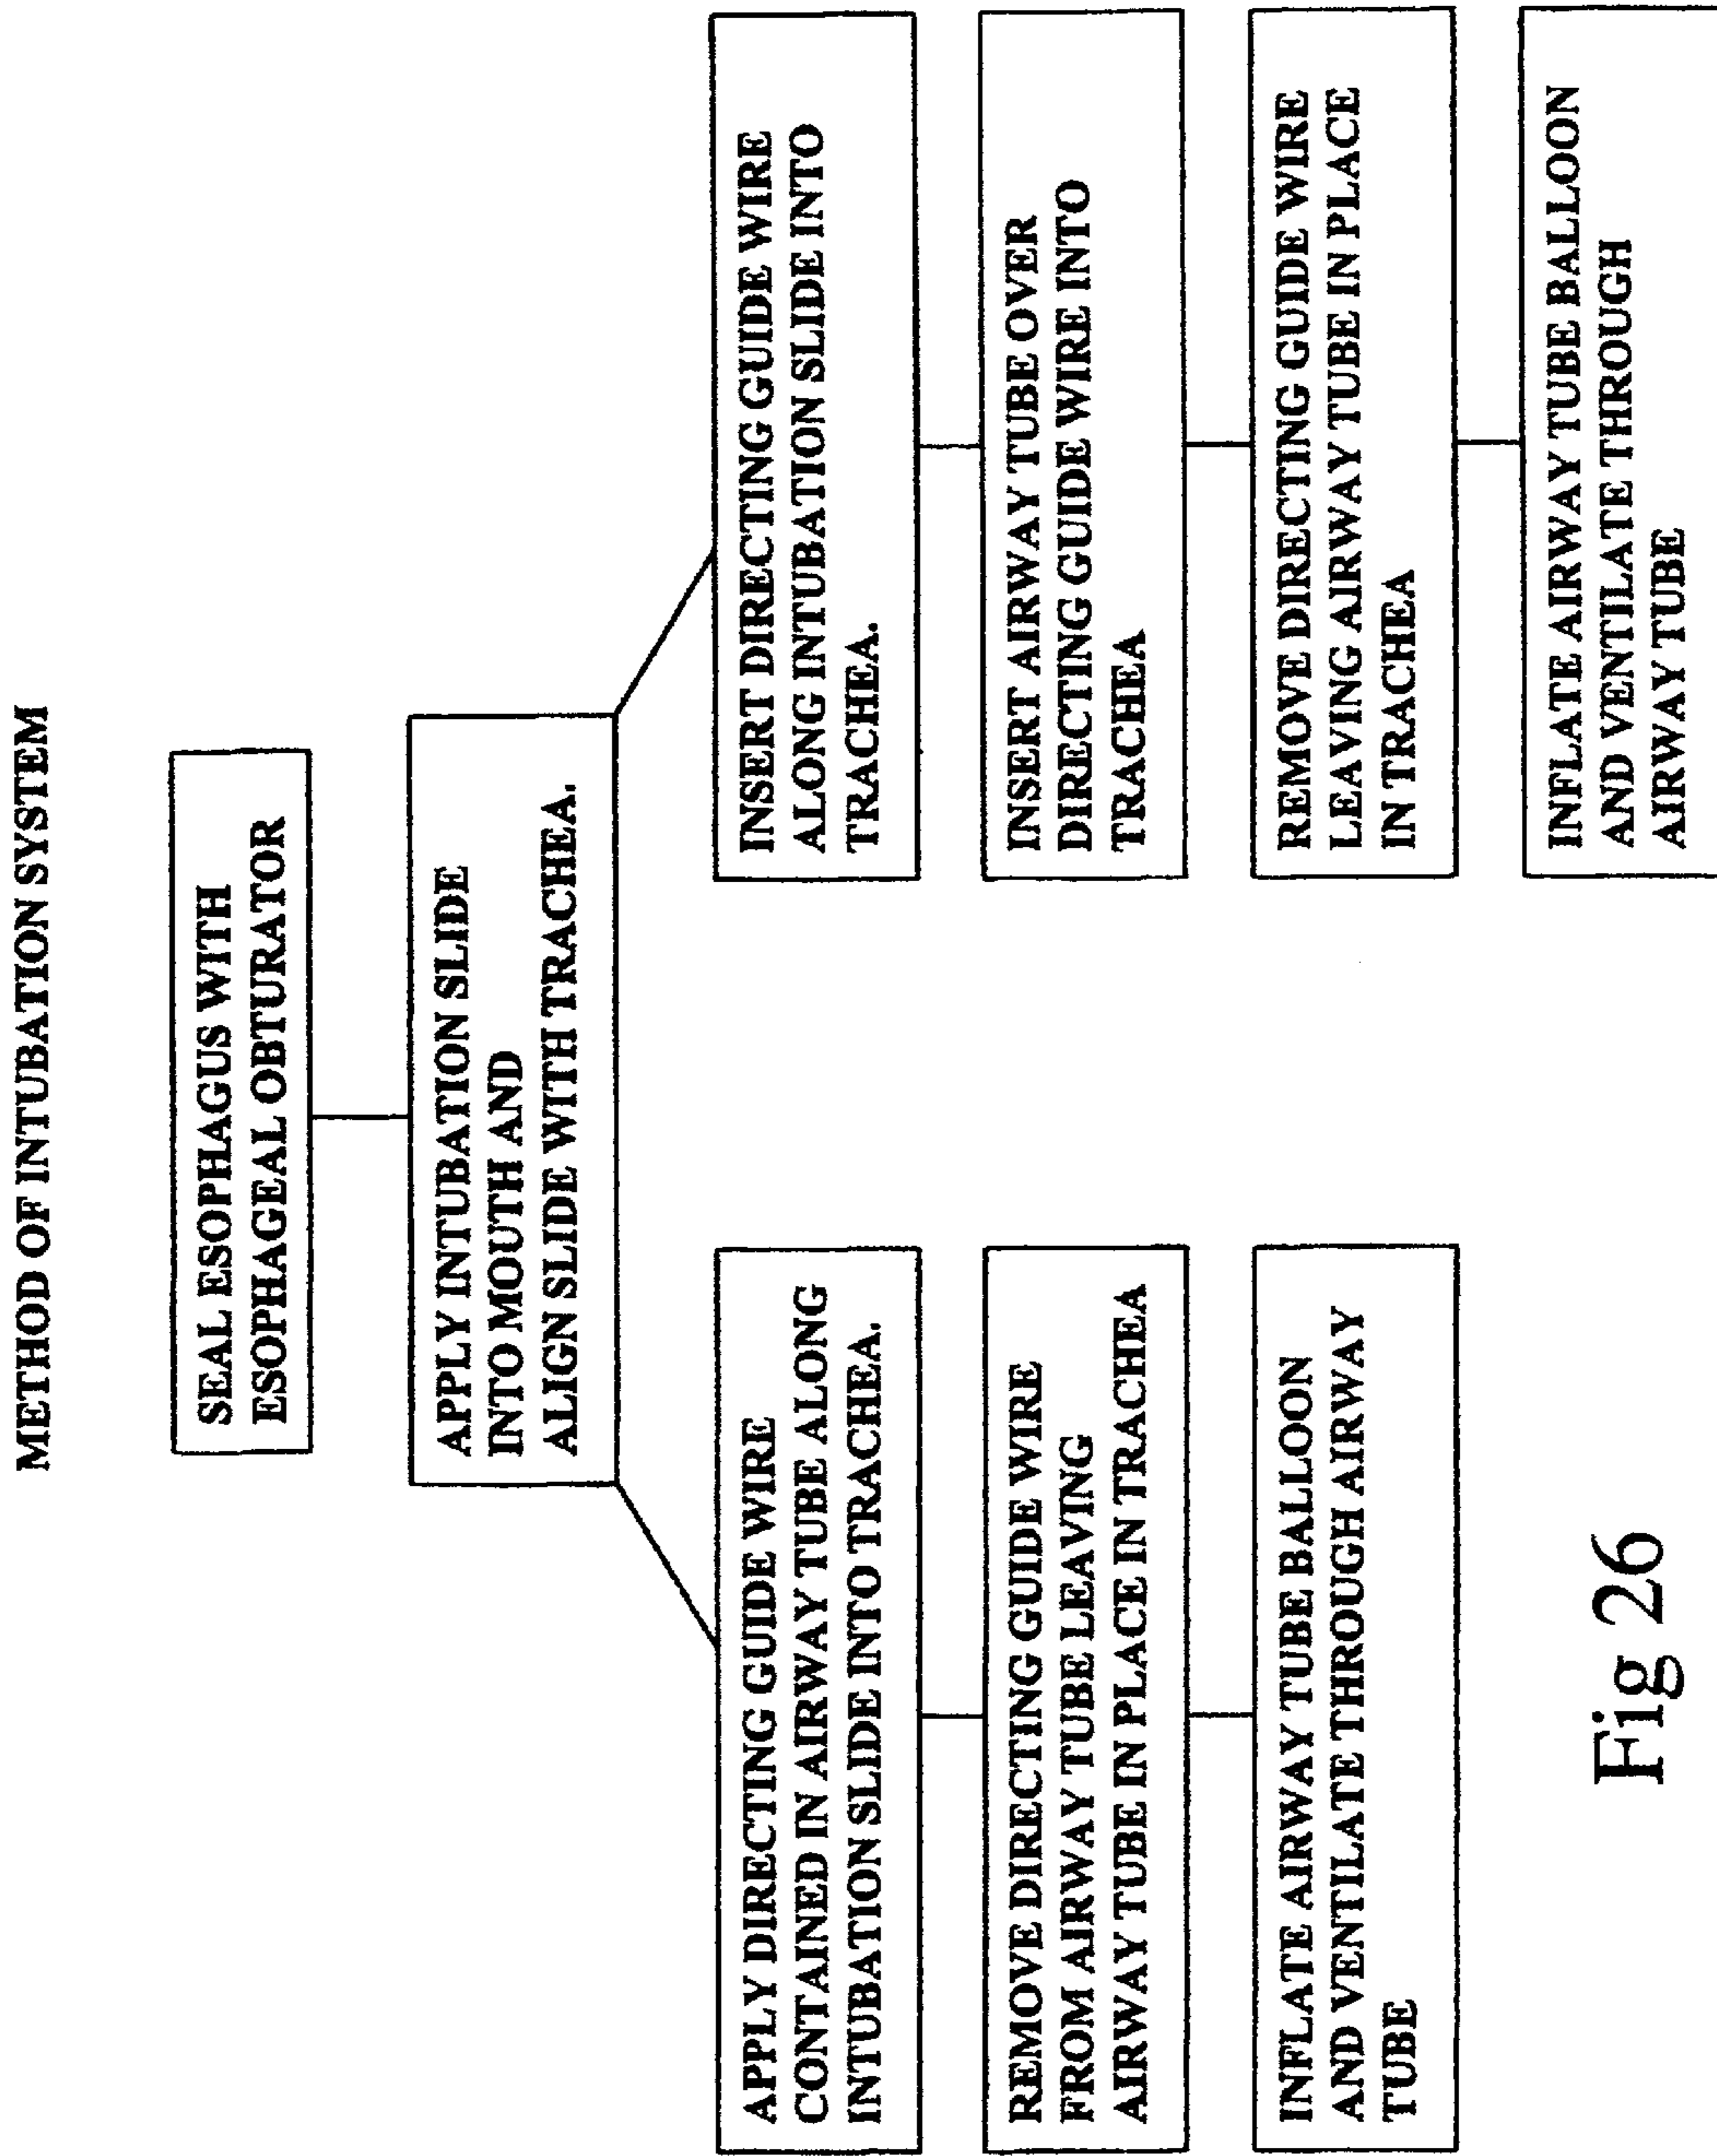 METHOD OF INTUBATION SYSTEM
SEAL ESOPHAGUS WITH
ESOPHAGEAL OBTURATOR
APPLY INTUBATION SLIDE
INTO MOUTH AND
ALIGN SLIDE WITH TRACHEA.
APPLY DIRECTING GUIDE WIRE
CONTAINED IN AIRWAY TUBE ALONG
INTUBATION SLIDE INTO TRACHEA.
REMOVE DIRECTING GUIDE WIRE
FROM AIRWAY TUBE LEAVING
AIRWAY TUBE IN PLACE IN TRACHEA
INFLATE AIRWAY TUBE BALLOON
AND VENTILATE THROUGH AIRWAY
TUBE
INSERT DIRECTING GUIDE WIRE
ALONG INTUBATION SLIDE INTO
TRACHEA.
INSERT AIRWAY TUBE OVER
DIRECTING GUIDE WIRE INTO
TRACHEA
REMOVE DIRECTING GUIDE WIRE
LEAVING AIRWAY TUBE IN PLACE
IN TRACHEA
INFLATE AIRWAY TUBE BALLOON
AND VENTILATE THROUGH
AIRWAY TUBE
Fig 26